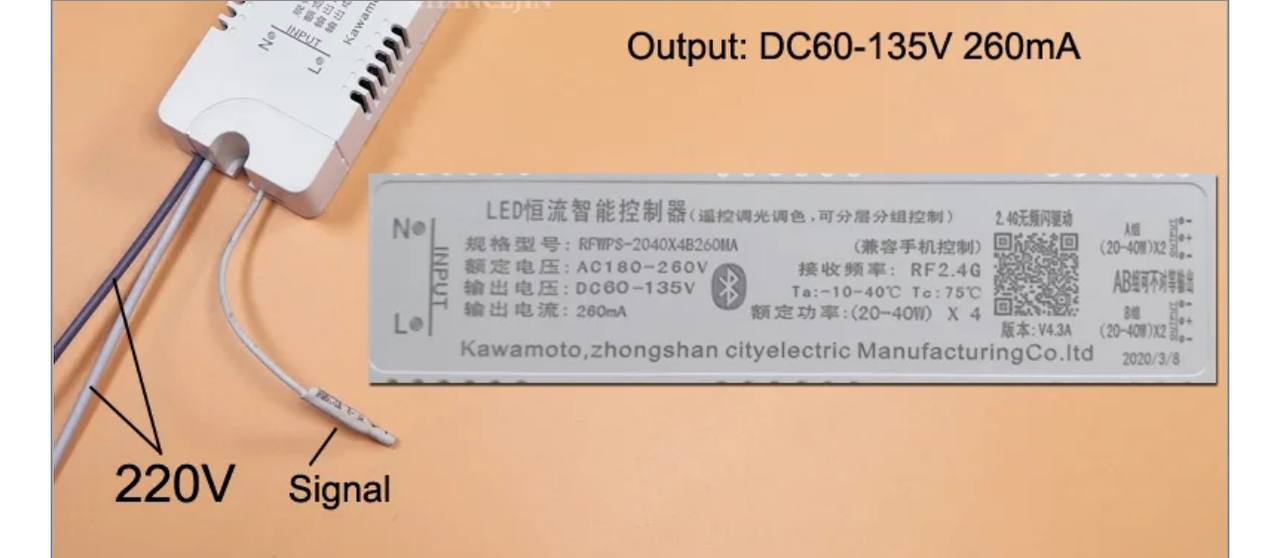 CHANCEJIN
Output: DC60-135V 260mA
INPUT
N
L
LED恒流智能控制器(遥控调光调色,可分层分组控制)
规格型号: RFWPS-2040X4B260MA
额定电压: AC180-260V
输出电压: DC60-135V
输出电流: 260mA
(兼容手机控制)
接收频率: RF2.4G
Ta:-10-40℃ Tc:75℃
额定功率:(20-40W) X 4
Kawamoto,zhongshan cityelectric ManufacturingCo.ltd
2.4G无频闪驱动
版本: V4.3A
A组
(20-40W)X2
AB组可不对等输出
B组
(20-40W)X2
2020/3/8
N
INPUT
L
220V
Signal